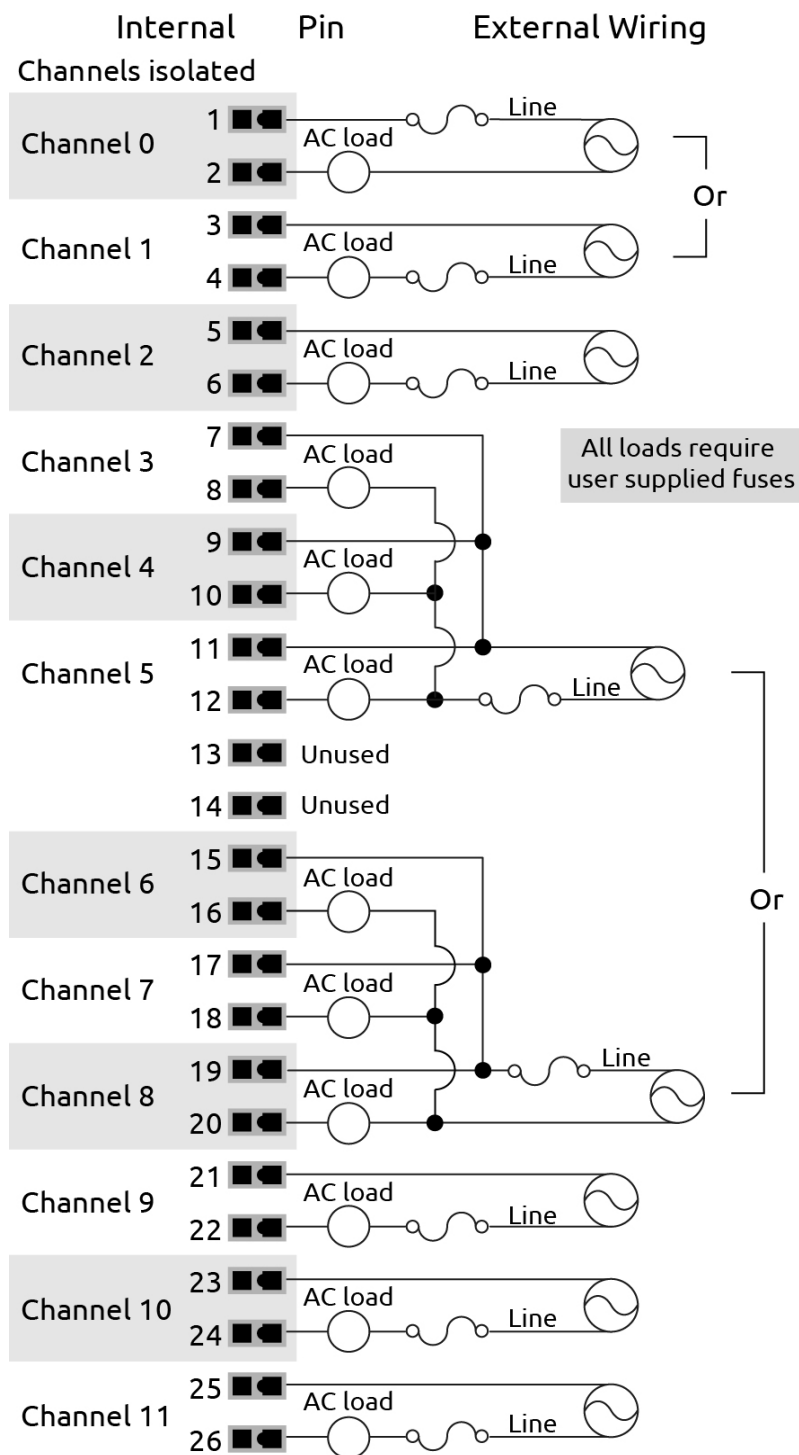 Internal Pin External Wiring
Channels isolated
Channel 0
1
Line
AC load
2
Or
Channel 1
3
AC load
4
Line
Channel 2
5
AC load
6
Line
Channel 3
7
AC load
8
All loads require
user supplied fuses
Channel 4
9
AC load
10
Channel 5
11
AC load
12
Line
13 Unused
14 Unused
Channel 6
15
AC load
16
Or
Channel 7
17
AC load
18
Channel 8
19
Line
AC load
20
Channel 9
21
AC load
22
Line
Channel 10
23
AC load
24
Line
Channel 11
25
AC load
26
Line